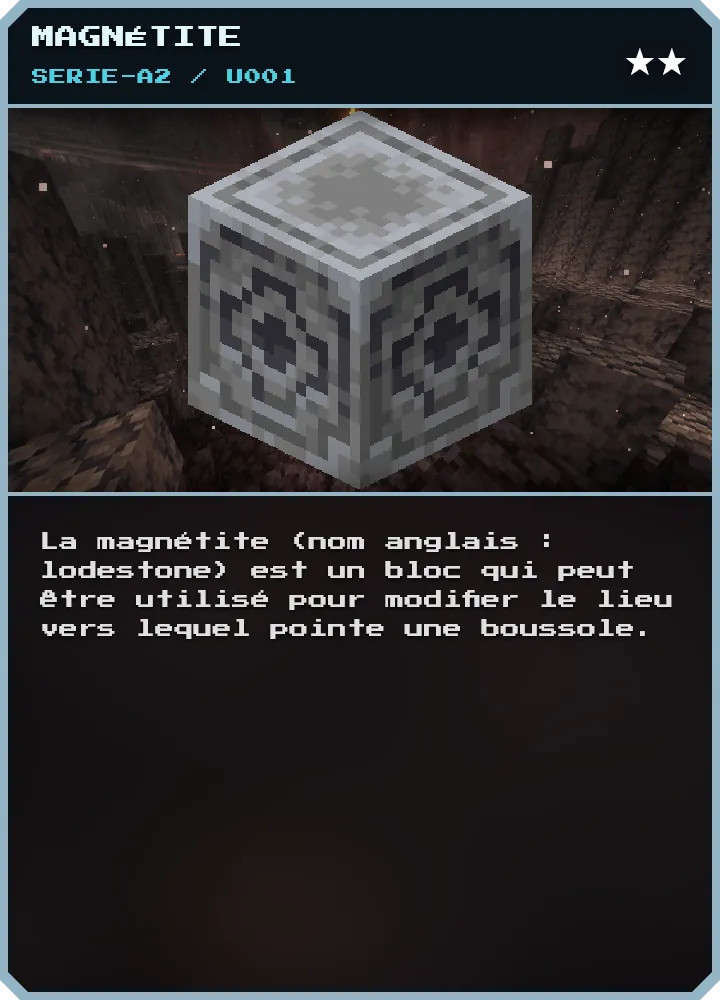 MAGNéTITE
SERIE-A2 / U001
★★
La magnétite (nom anglais :
lodestone) est un bloc qui peut
être utilisé pour modifier le lieu
vers lequel pointe une boussole.